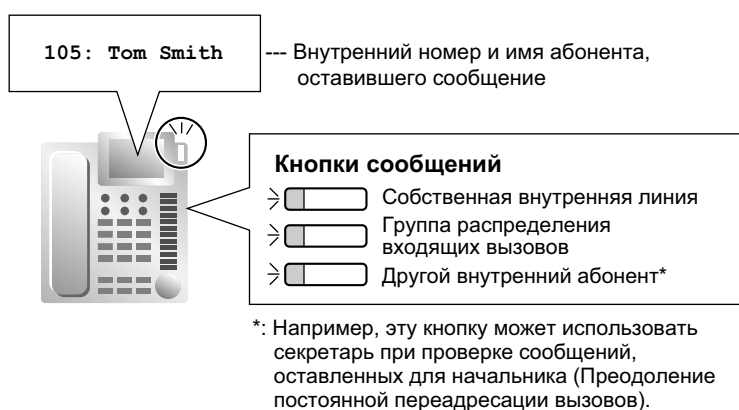 105: Tom Smith
--- Внутренний номер и имя абонента,
оставившего сообщение
Кнопки сообщений
Собственная внутренняя линия
Группа распределения
входящих вызовов
Другой внутренний абонент*
*: Например, эту кнопку может использовать
секретарь при проверке сообщений,
оставленных для начальника (Преодоление
постоянной переадресации вызовов).